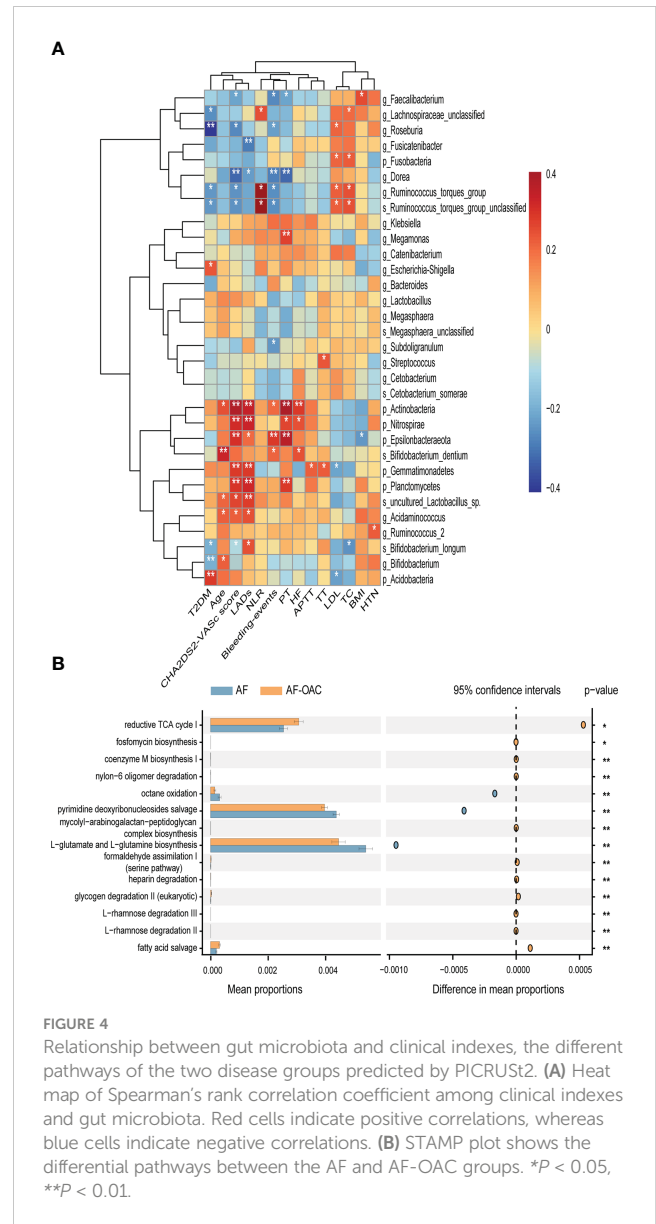 A
g_Faecalibacterium
g_Lachnospiraceae_unclassified
g_Roseburia
g_Fusicatenibacter
p_Fusobacteria
g_Dorea
g_Ruminococcus_torques_group
s_Ruminococcus_torques_group_unclassified
g_Klebsiella
g_Megamonas
g_Catenibacterium
g_Escherichia-Shigella
g_Bacteroides
g_Lactobacillus
g_Megasphaera
s_Megasphaera_unclassified
g_Subdoligranulum
g_Streptococcus
g_Cetobacterium
s_Cetobacterium_somerae
p_Actinobacteria
p_Nitrospirae
p_Epsilonbacteraeota
s_Bifidobacterium_dentium
p_Gemmatimonadetes
p_Planctomycetes
s_uncultured_Lactobacillus_sp.
g_Acidaminococcus
g_Ruminococcus_2
s_Bifidobacterium_longum
g_Bifidobacterium
p_Acidobacteria
0.4
0.2
0
−0.2
−0.4
T2DM
Age
CHA2DS2-VASc score
LADs
NLR
Bleeding-events
PT
HF
APTT
TT
LDL
TC
BMI
HTN
B
AF AF-OAC 95% confidence intervals p-value
reductive TCA cycle I *
fosfomycin biosynthesis *
coenzyme M biosynthesis I **
nylon-6 oligomer degradation **
octane oxidation **
pyrimidine deoxyribonucleosides salvage **
mycolyl-arabinogalactan-peptidoglycan
complex biosynthesis **
L-glutamate and L-glutamine biosynthesis **
formaldehyde assimilation I
(serine pathway) **
heparin degradation **
glycogen degradation II (eukaryotic) **
L-rhamnose degradation III **
L-rhamnose degradation II **
fatty acid salvage **
0.000 0.002 0.004 −0.0010 −0.0005 0.0000 0.0005
Mean proportions Difference in mean proportions
FIGURE 4
Relationship between gut microbiota and clinical indexes, the different
pathways of the two disease groups predicted by PICRUSt2. (A) Heat
map of Spearman's rank correlation coefficient among clinical indexes
and gut microbiota. Red cells indicate positive correlations, whereas
blue cells indicate negative correlations. (B) STAMP plot shows the
differential pathways between the AF and AF-OAC groups. *P < 0.05,
**P < 0.01.